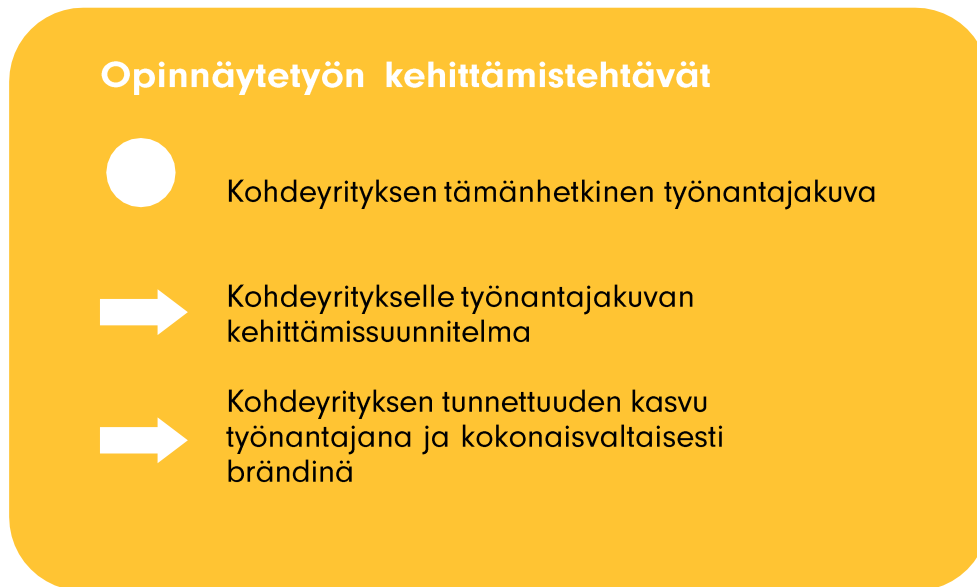 Opinnäytetyön kehittämistehtävät
Kohdeyrityksen tämänhetkinen työnantajakuva
Kohdeyritykselle työnantajakuvan
kehittämissuunnitelma
Kohdeyrityksen tunnettuuden kasvu
työnantajana ja kokonaisvaltaisesti
brändinä